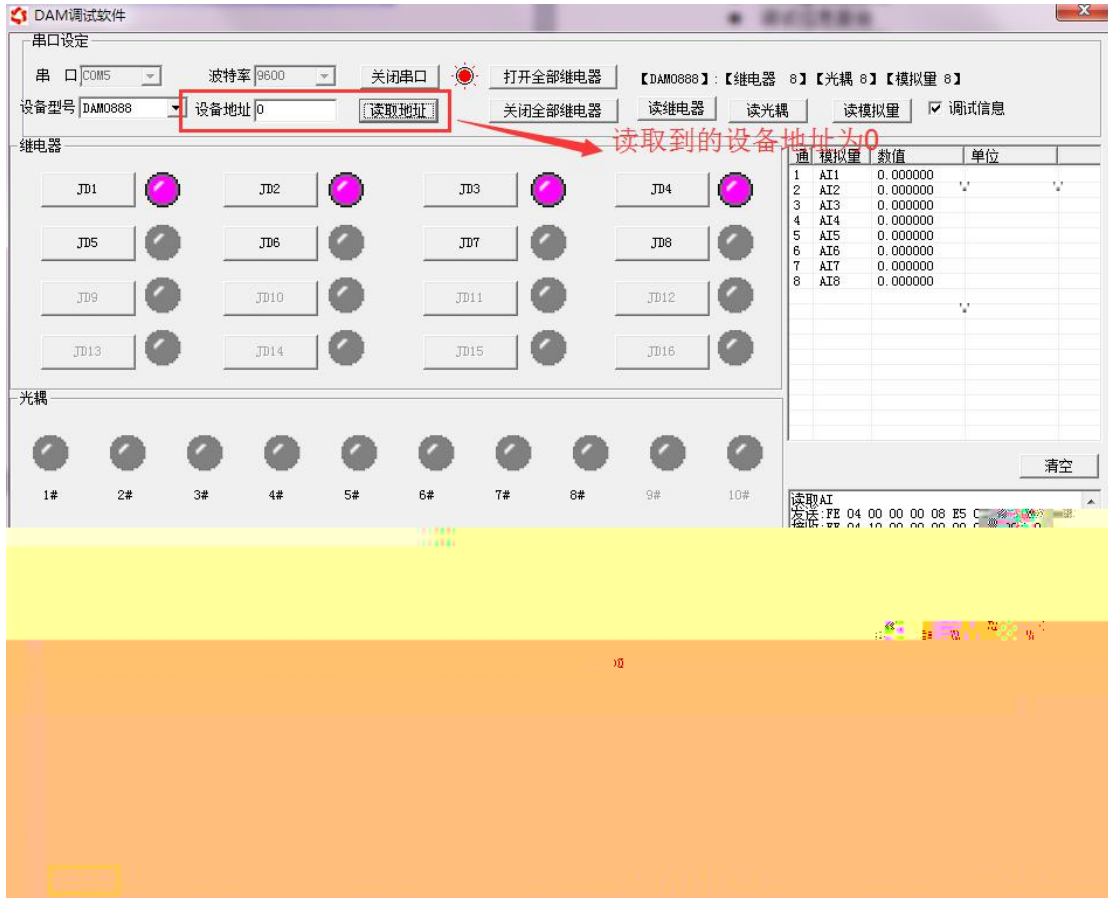 DAM调试软件
串口设定
串 口 COM5 波特率 9600 关闭串口 打开全部继电器 【DAM0888】:【继电器 8】【光耦 8】【模拟量 8】
设备型号 DAM0888 设备地址 0 读取地址 关闭全部继电器 读继电器 读光耦 读模拟量 调试信息
读取到的设备地址为0
继电器
JD1 JD2 JD3 JD4
JD5 JD6 JD7 JD8
JD9 JD10 JD11 JD12
JD13 JD14 JD15 JD16
通 模拟量 数值 单位
1 AI1 0.000000
2 AI2 0.000000
3 AI3 0.000000
4 AI4 0.000000
5 AI5 0.000000
6 AI6 0.000000
7 AI7 0.000000
8 AI8 0.000000
光耦
1# 2# 3# 4# 5# 6# 7# 8# 9# 10#
清空
读取AI
发送:FE 04 00 00 00 08 E5